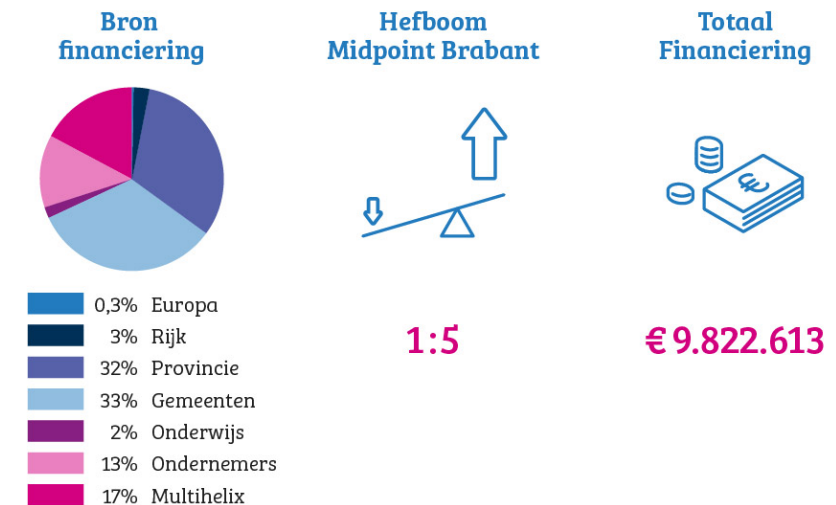 Bron
financiering
0,3% Europa
3% Rijk
32% Provincie
33% Gemeenten
2% Onderwijs
13% Ondernemers
17% Multihelix
Hefboom
Midpoint Brabant
1:5
Totaal
Financiering
€
€ 9.822.613